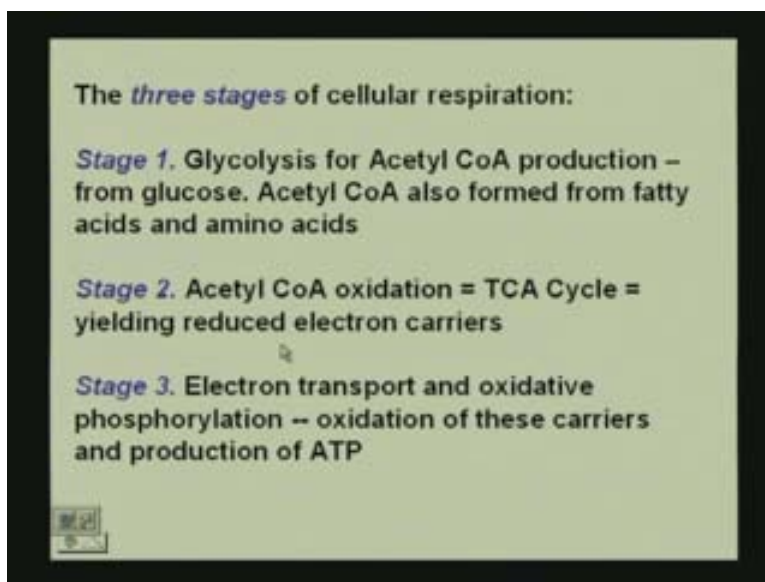 The three stages of cellular respiration:
Stage 1. Glycolysis for Acetyl CoA production –
from glucose. Acetyl CoA also formed from fatty
acids and amino acids
Stage 2. Acetyl CoA oxidation = TCA Cycle =
yielding reduced electron carriers
Stage 3. Electron transport and oxidative
phosphorylation -- oxidation of these carriers
and production of ATP